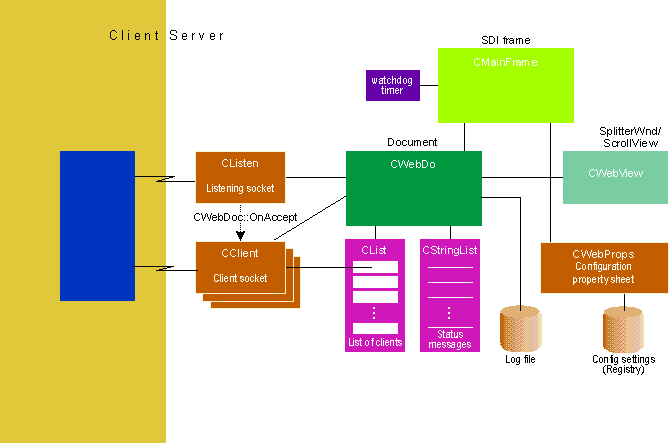 Client Server
SDI frame
CMainFrame
watchdog
timer
SplitterWnd/
ScrollView
Document
CListen
CWebDo
CWebView
Listening socket
CWebDoc::OnAccept
CClient
Client socket
CList
CStringList
CWebProps
Configuration
property sheet
List of clients
Status
messages
Log file
Config settings
(Registry)